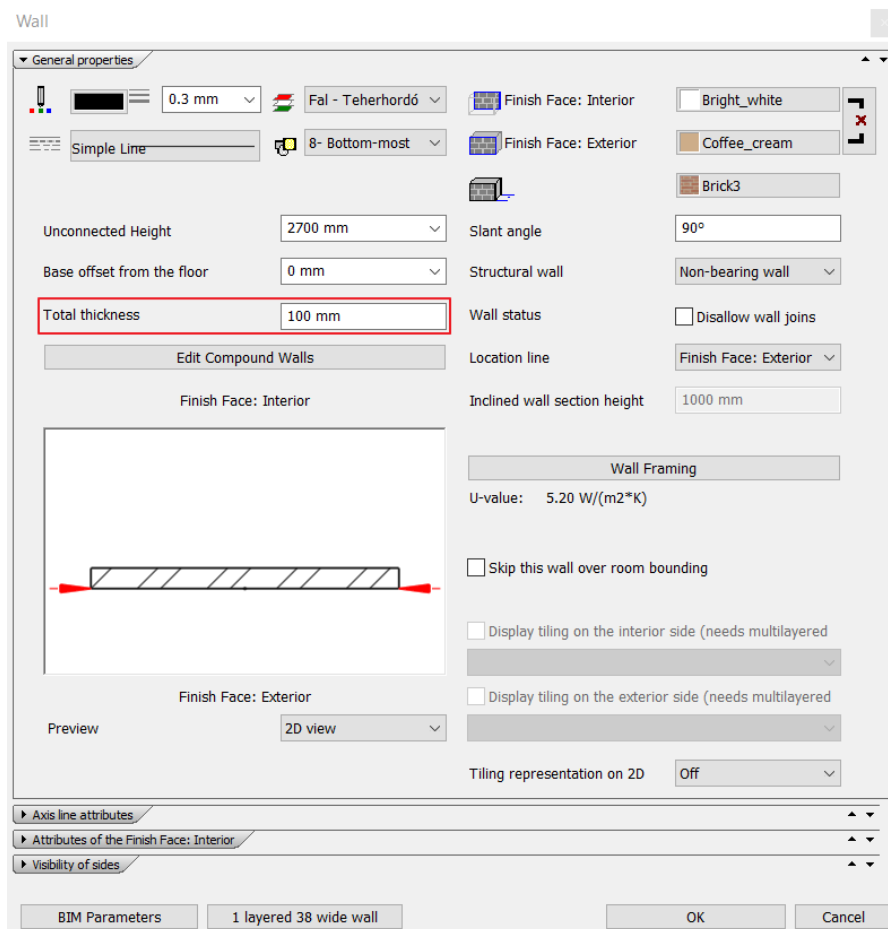 Wall
General properties
0.3 mm
Fal - Teherhordó
Finish Face: Interior
Bright_white
Simple Line
8- Bottom-most
Finish Face: Exterior
Coffee_cream
Brick3
Unconnected Height
2700 mm
Slant angle
90°
Base offset from the floor
0 mm
Structural wall
Non-bearing wall
Total thickness
100 mm
Wall status
Disallow wall joins
Edit Compound Walls
Location line
Finish Face: Exterior
Finish Face: Interior
Inclined wall section height
1000 mm
Wall Framing
U-value: 5.20 W/(m2*K)
Skip this wall over room bounding
Display tiling on the interior side (needs multilayered
Finish Face: Exterior
Display tiling on the exterior side (needs multilayered
Preview
2D view
Tiling representation on 2D
Off
Axis line attributes
Attributes of the Finish Face: Interior
Visibility of sides
BIM Parameters
1 layered 38 wide wall
OK
Cancel